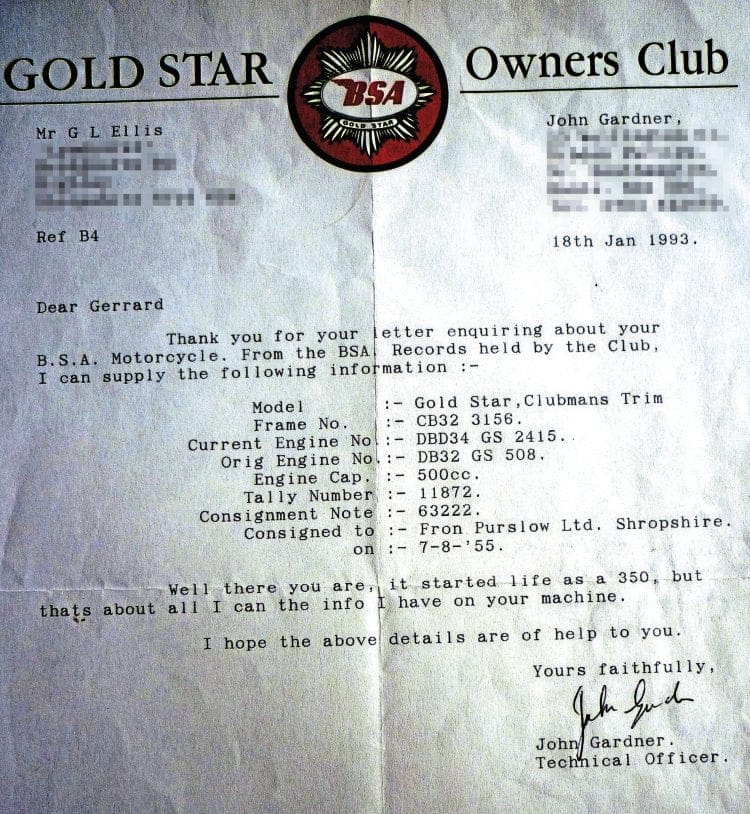 GOLD STAR
BSA
GOLD STAR
Owners Club
Mr G L Ellis
John Gardner,
Ref B4
18th Jan 1993.
Dear Gerrard
Thank you for your letter enquiring about your
B.S.A. Motorcycle. From the BSA Records held by the Club,
I can supply the following information :-
Model :- Gold Star,Clubmans Trim
Frame No. :- CB32 3156.
Current Engine No :- DBD34 GS 2415.
Orig Engine No. :- DB32 GS 508.
Engine Cap. :- 500cc.
Tally Number :- 11872.
Consignment Note :- 63222.
Consigned to :- Fron Purslow Ltd. Shropshire.
on :- 7-8-'55.
Well there you are, it started life as a 350, but
thats about all I can the info I have on your machine.
I hope the above details are of help to you.
Yours faithfully,
John Gardner.
Technical Officer.